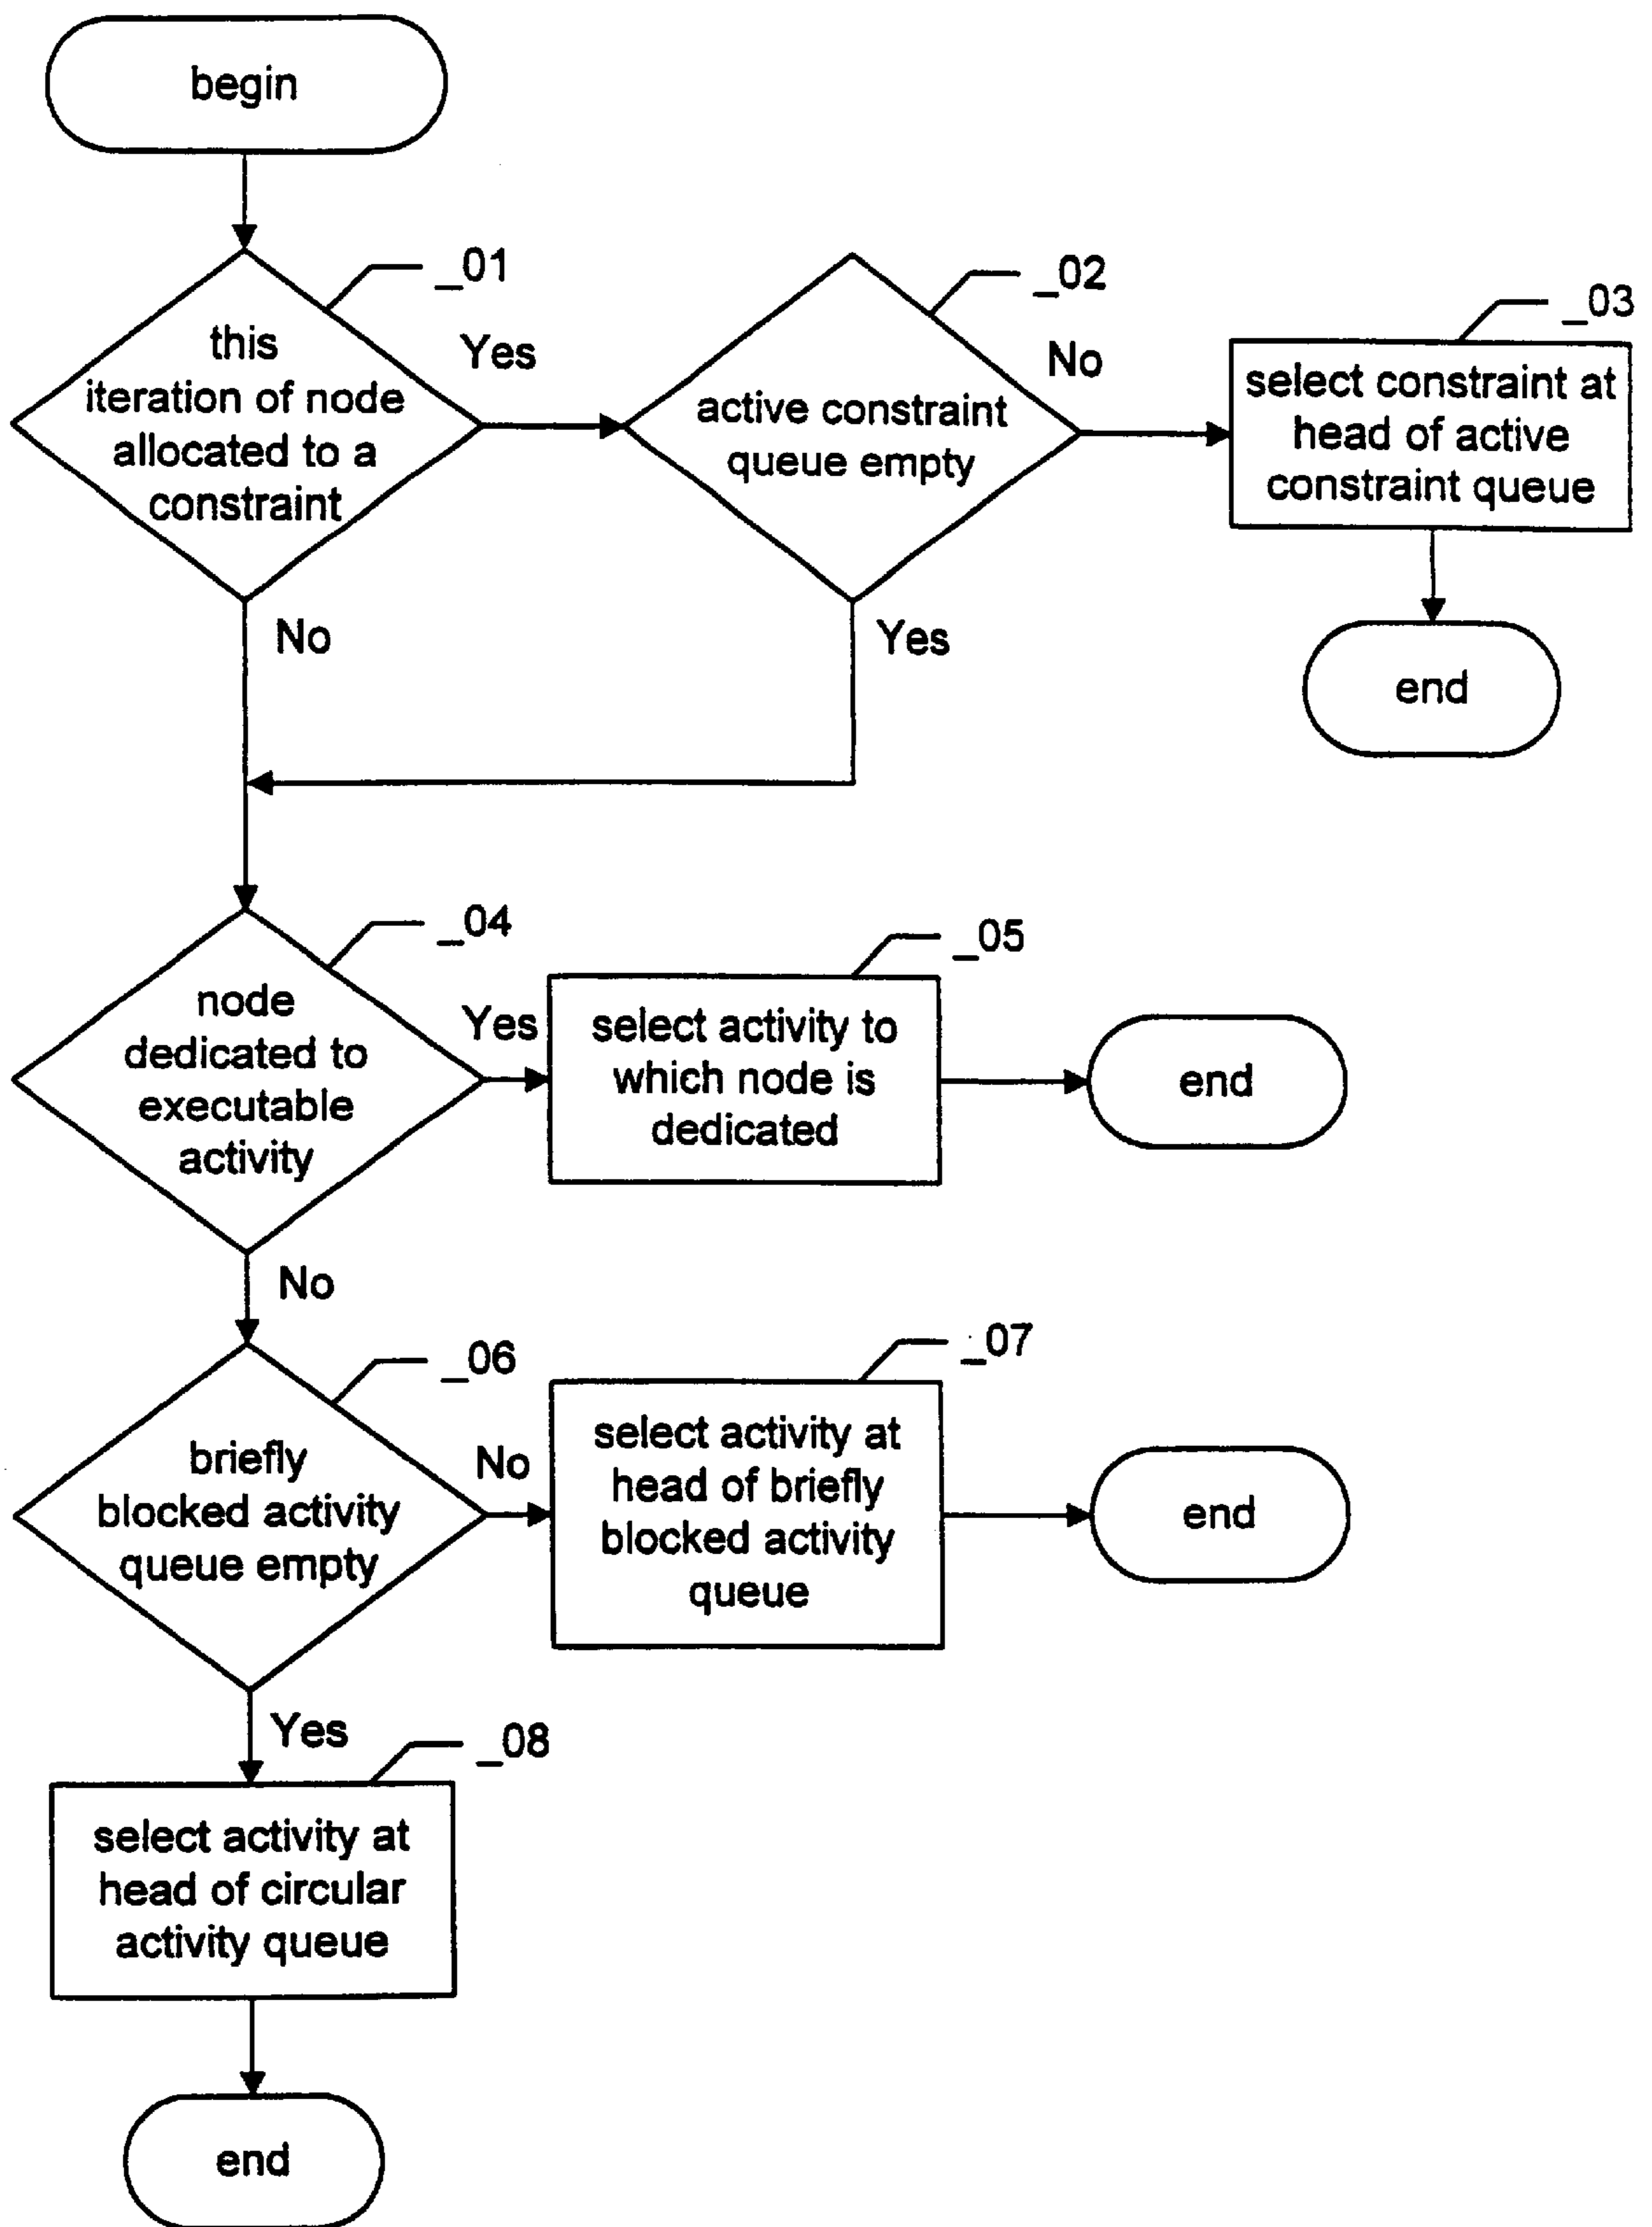 begin
_01
this
iteration of node
allocated to a
constraint
Yes
_02
active constraint
queue empty
No
_03
select constraint at
head of active
constraint queue
end
No
Yes
_04
node
dedicated to
executable
activity
Yes
_05
select activity to
which node is
dedicated
end
No
_06
briefly
blocked activity
queue empty
No
_07
select activity at
head of briefly
blocked activity
queue
end
Yes
_08
select activity at
head of circular
activity queue
end